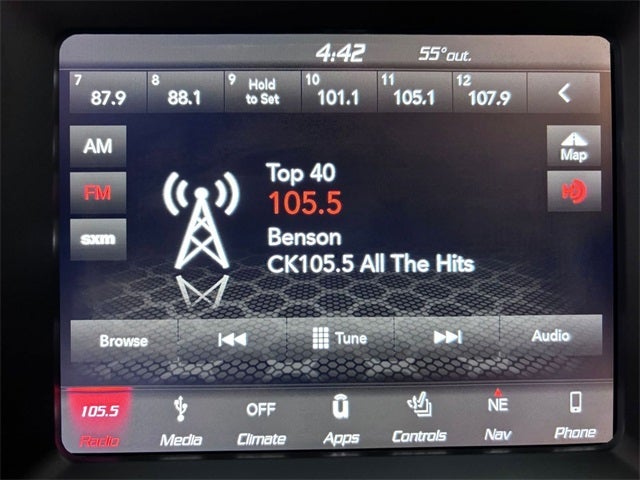 4:42 55° out.
7 87.9 8 88.1 9 Hold to Set 10 101.1 11 105.1 12 107.9
AM
Map
FM
HD
sxm
Top 40
105.5
Benson
CK105.5 All The Hits
Browse Tune Audio
105.5 OFF NE
Radio Media Climate Apps Controls Nav Phone